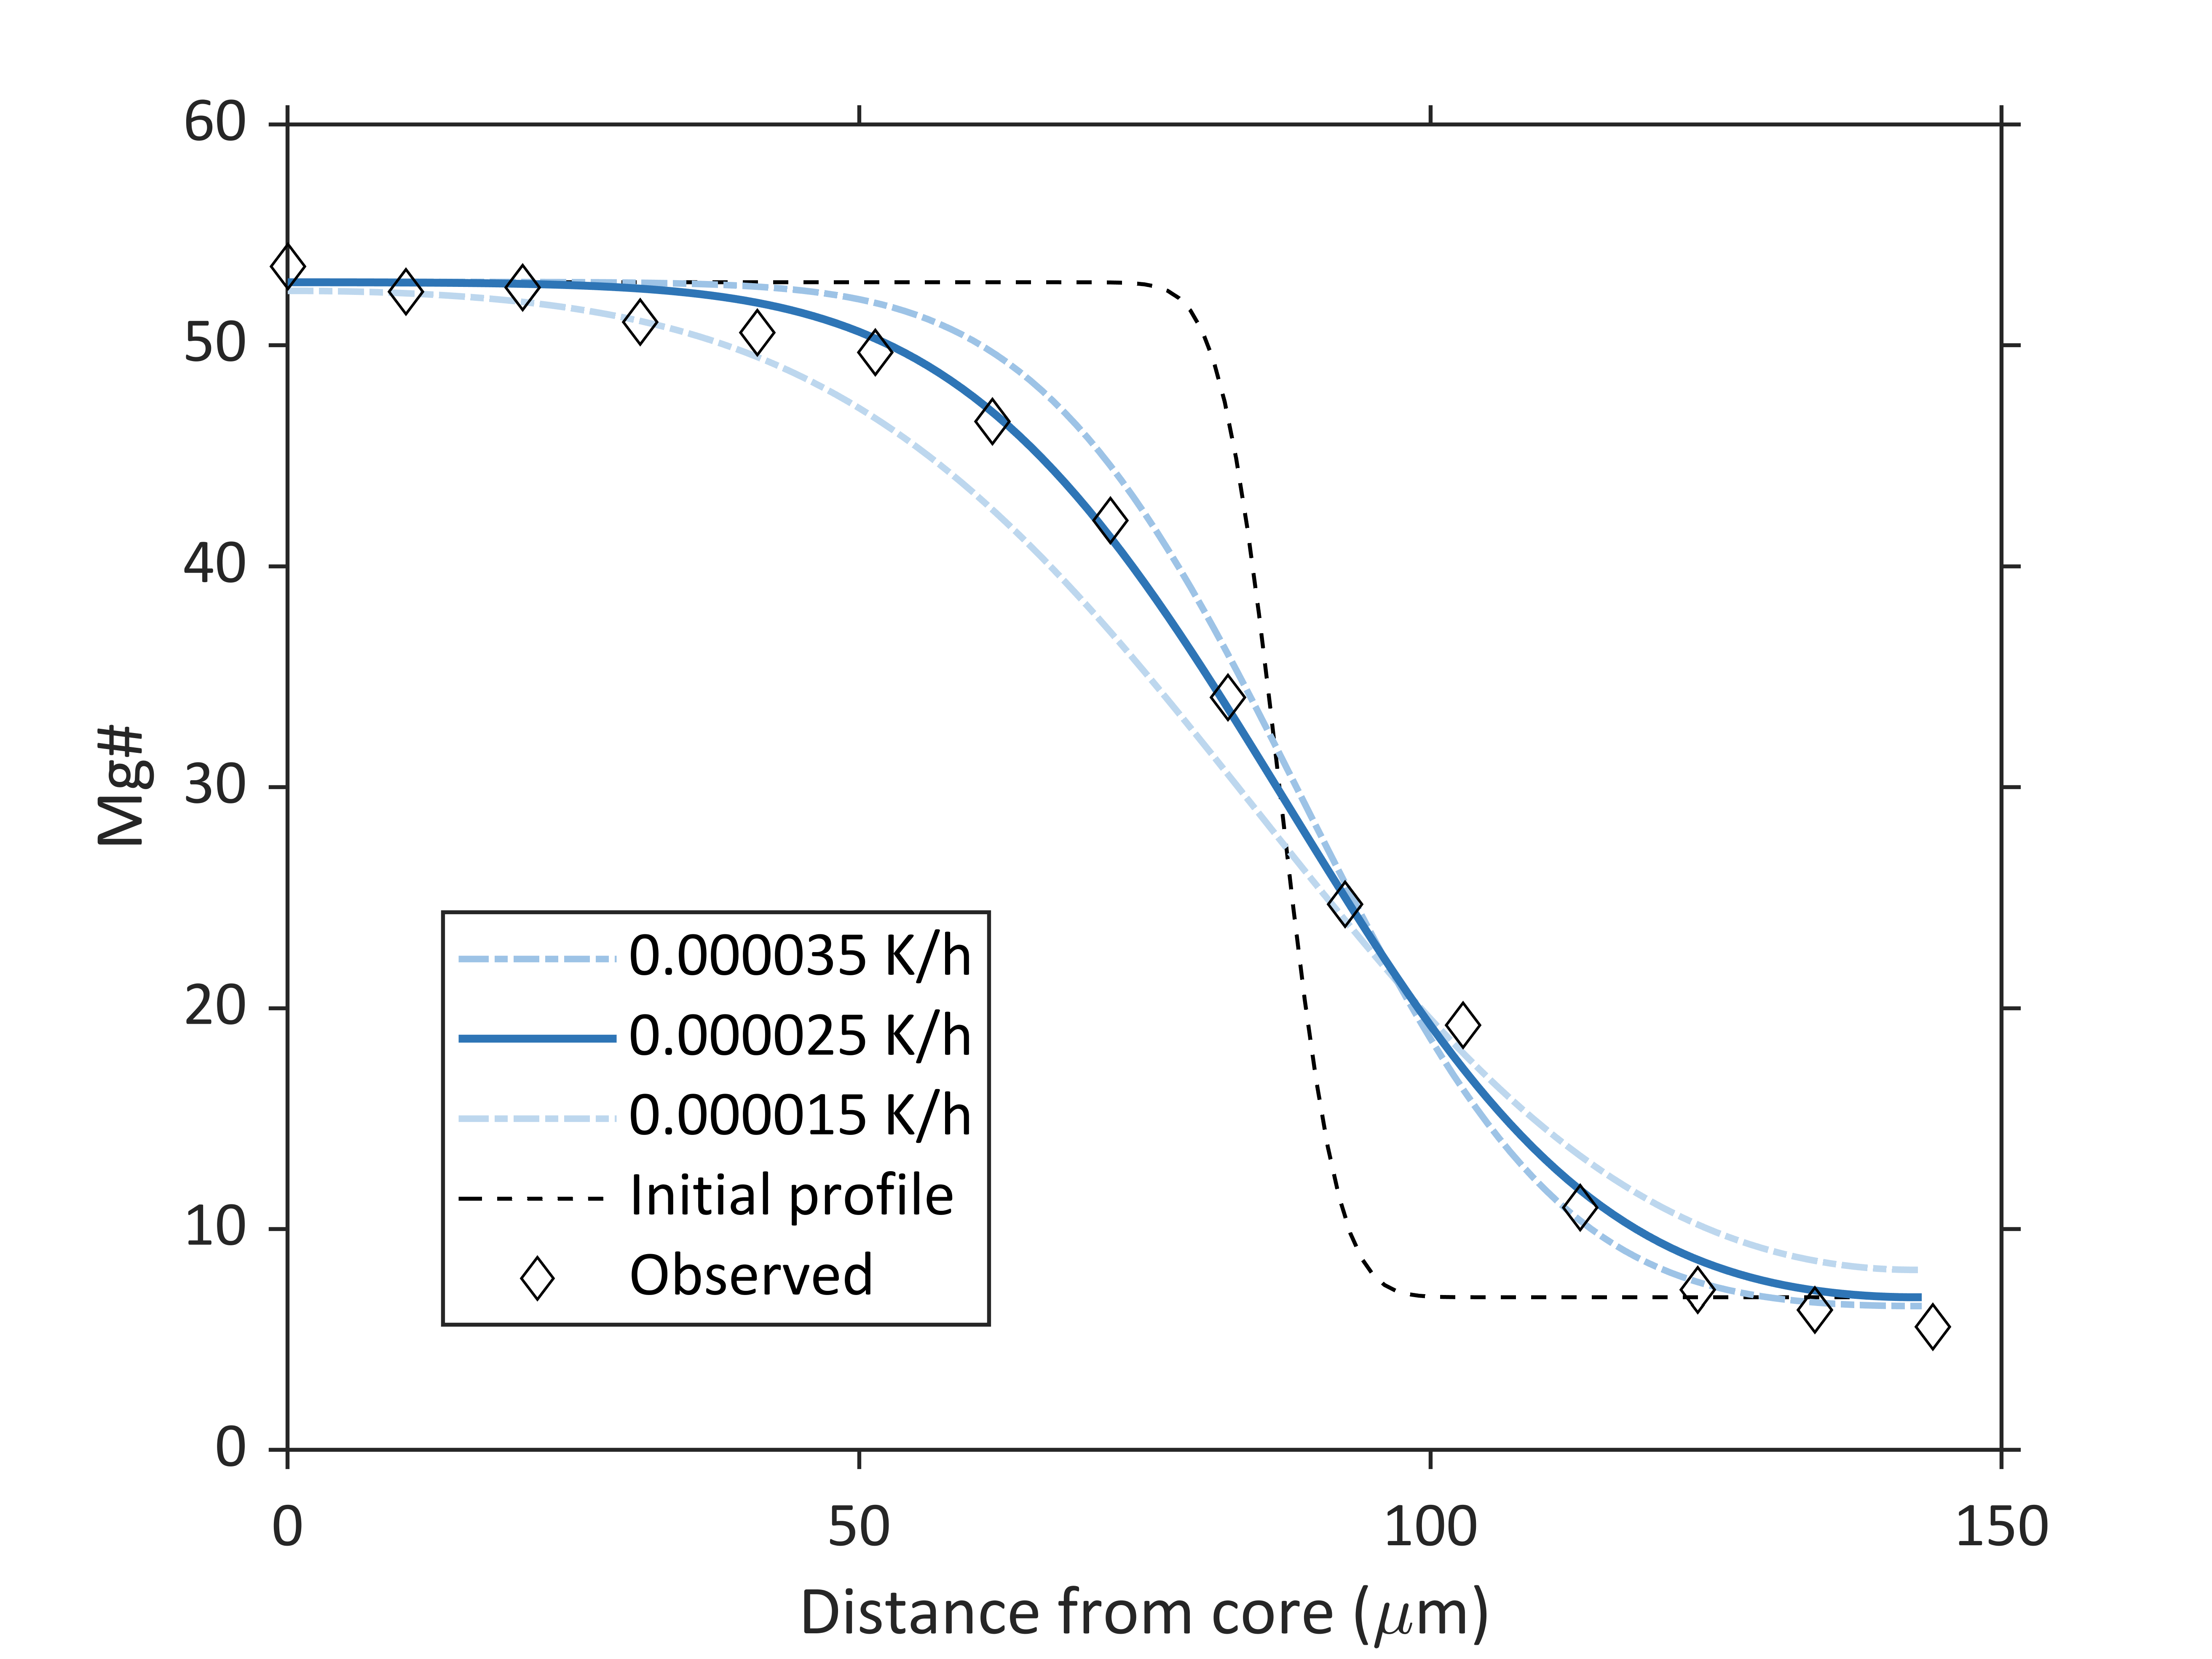 60
50
40
30
20
10
0
Mg#
0.000035 K/h
0.000025 K/h
0.000015 K/h
Initial profile
Observed
0 50 100 150
Distance from core (μm)